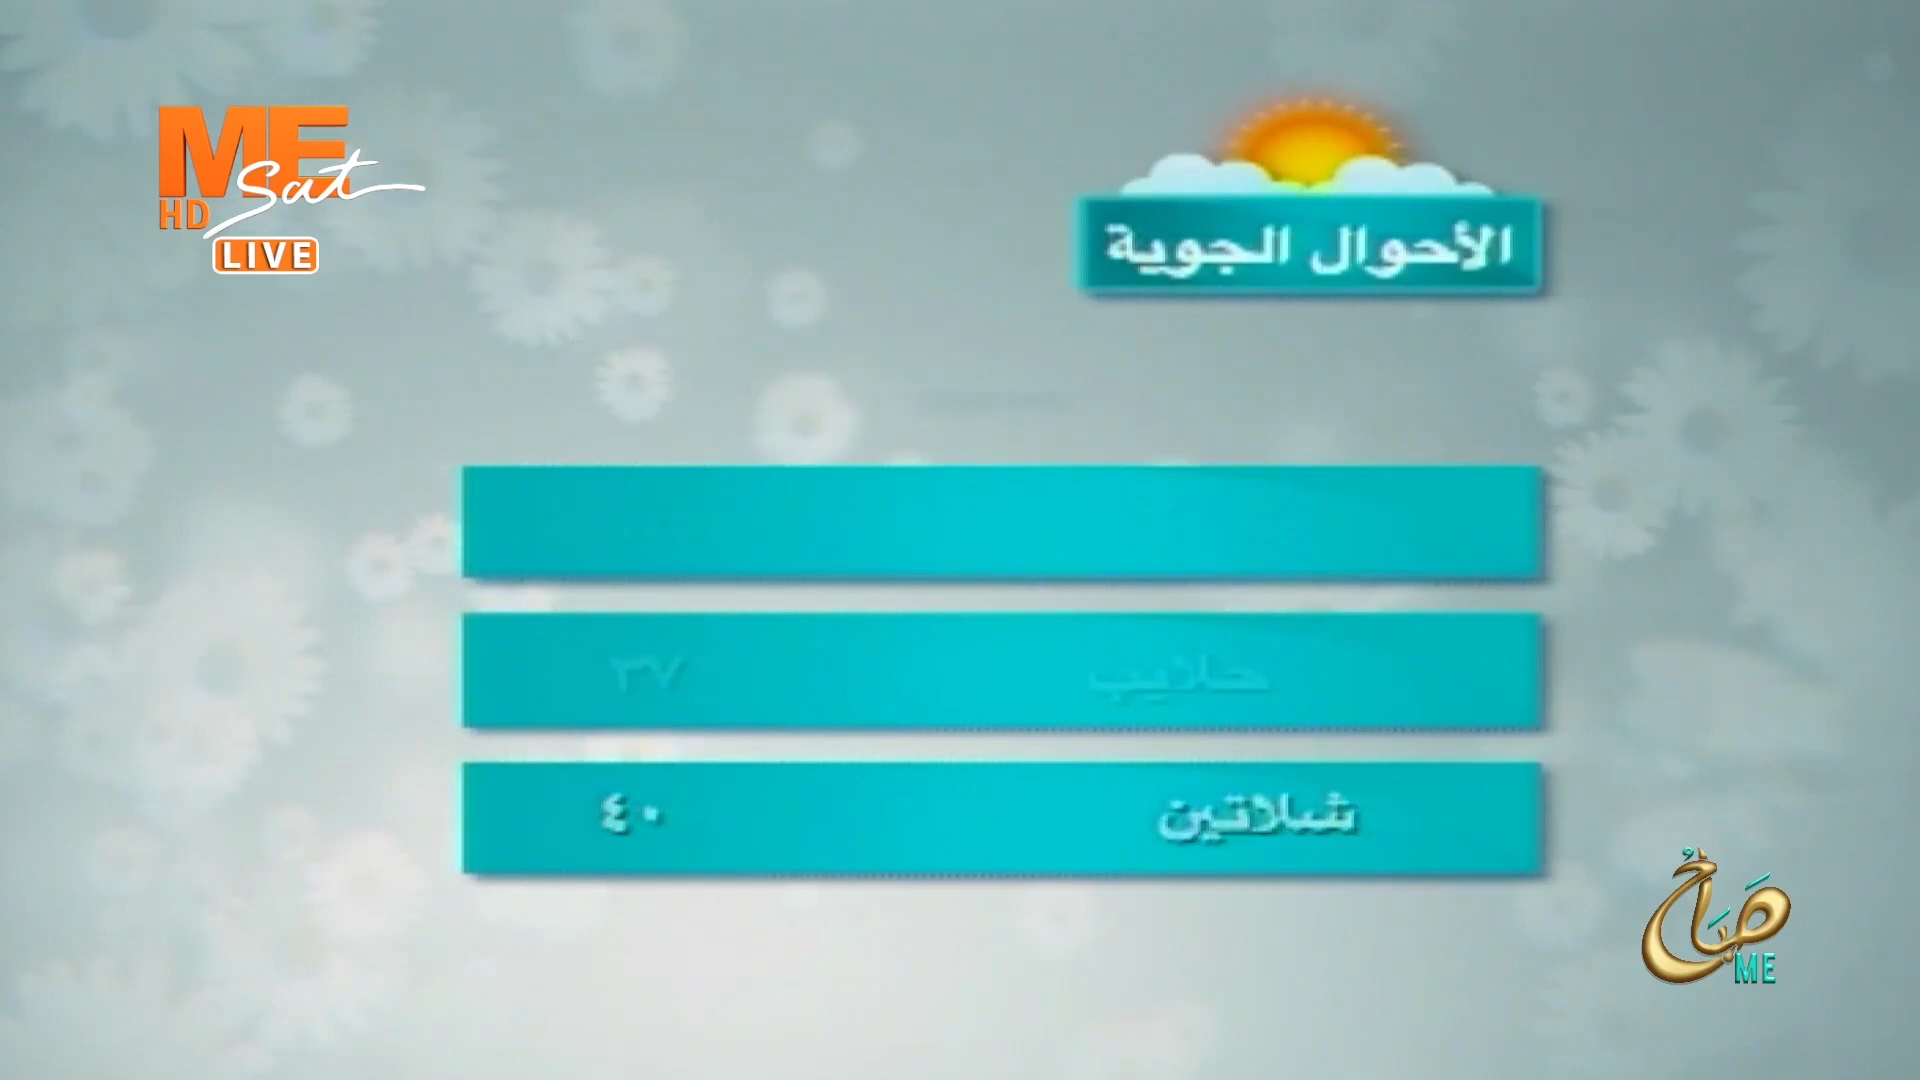 ME
Sat
HD
LIVE
الأحوال الجوية
حلايب ٣٧
شلاتين ٤٠
صباح
ME